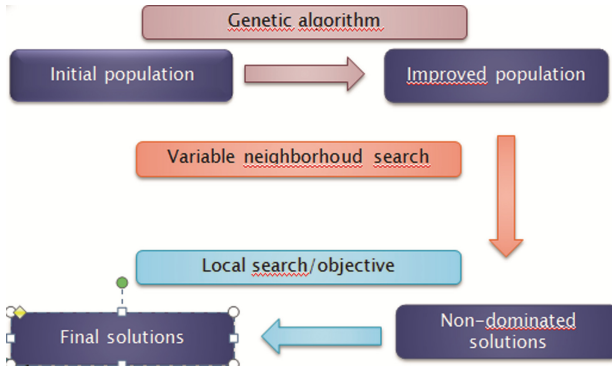 Genetic algorithm
Initial population
Improved population
Variable neighborhoud search
Local search/objective
Final solutions
Non-dominated
solutions